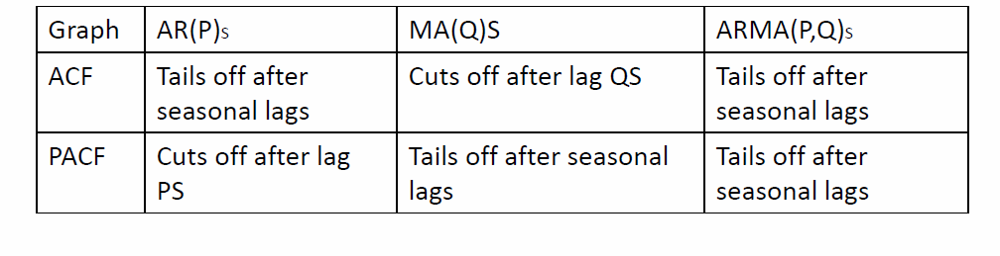 Graph AR(P)s MA(Q)S ARMA(P,Q)s
ACF Tails off after seasonal lags Cuts off after lag QS Tails off after seasonal lags
PACF Cuts off after lag PS Tails off after seasonal lags Tails off after seasonal lags